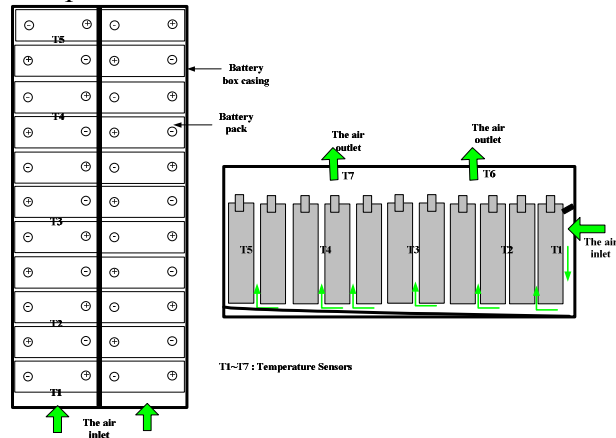 T5
Battery
box casing
T4
Battery
pack
T3
T2
T1
The air
inlet
The air
outlet
The air
outlet
T7
T6
T5
T4
T3
T2
T1
The air
inlet
T1~T7 : Temperature Sensors